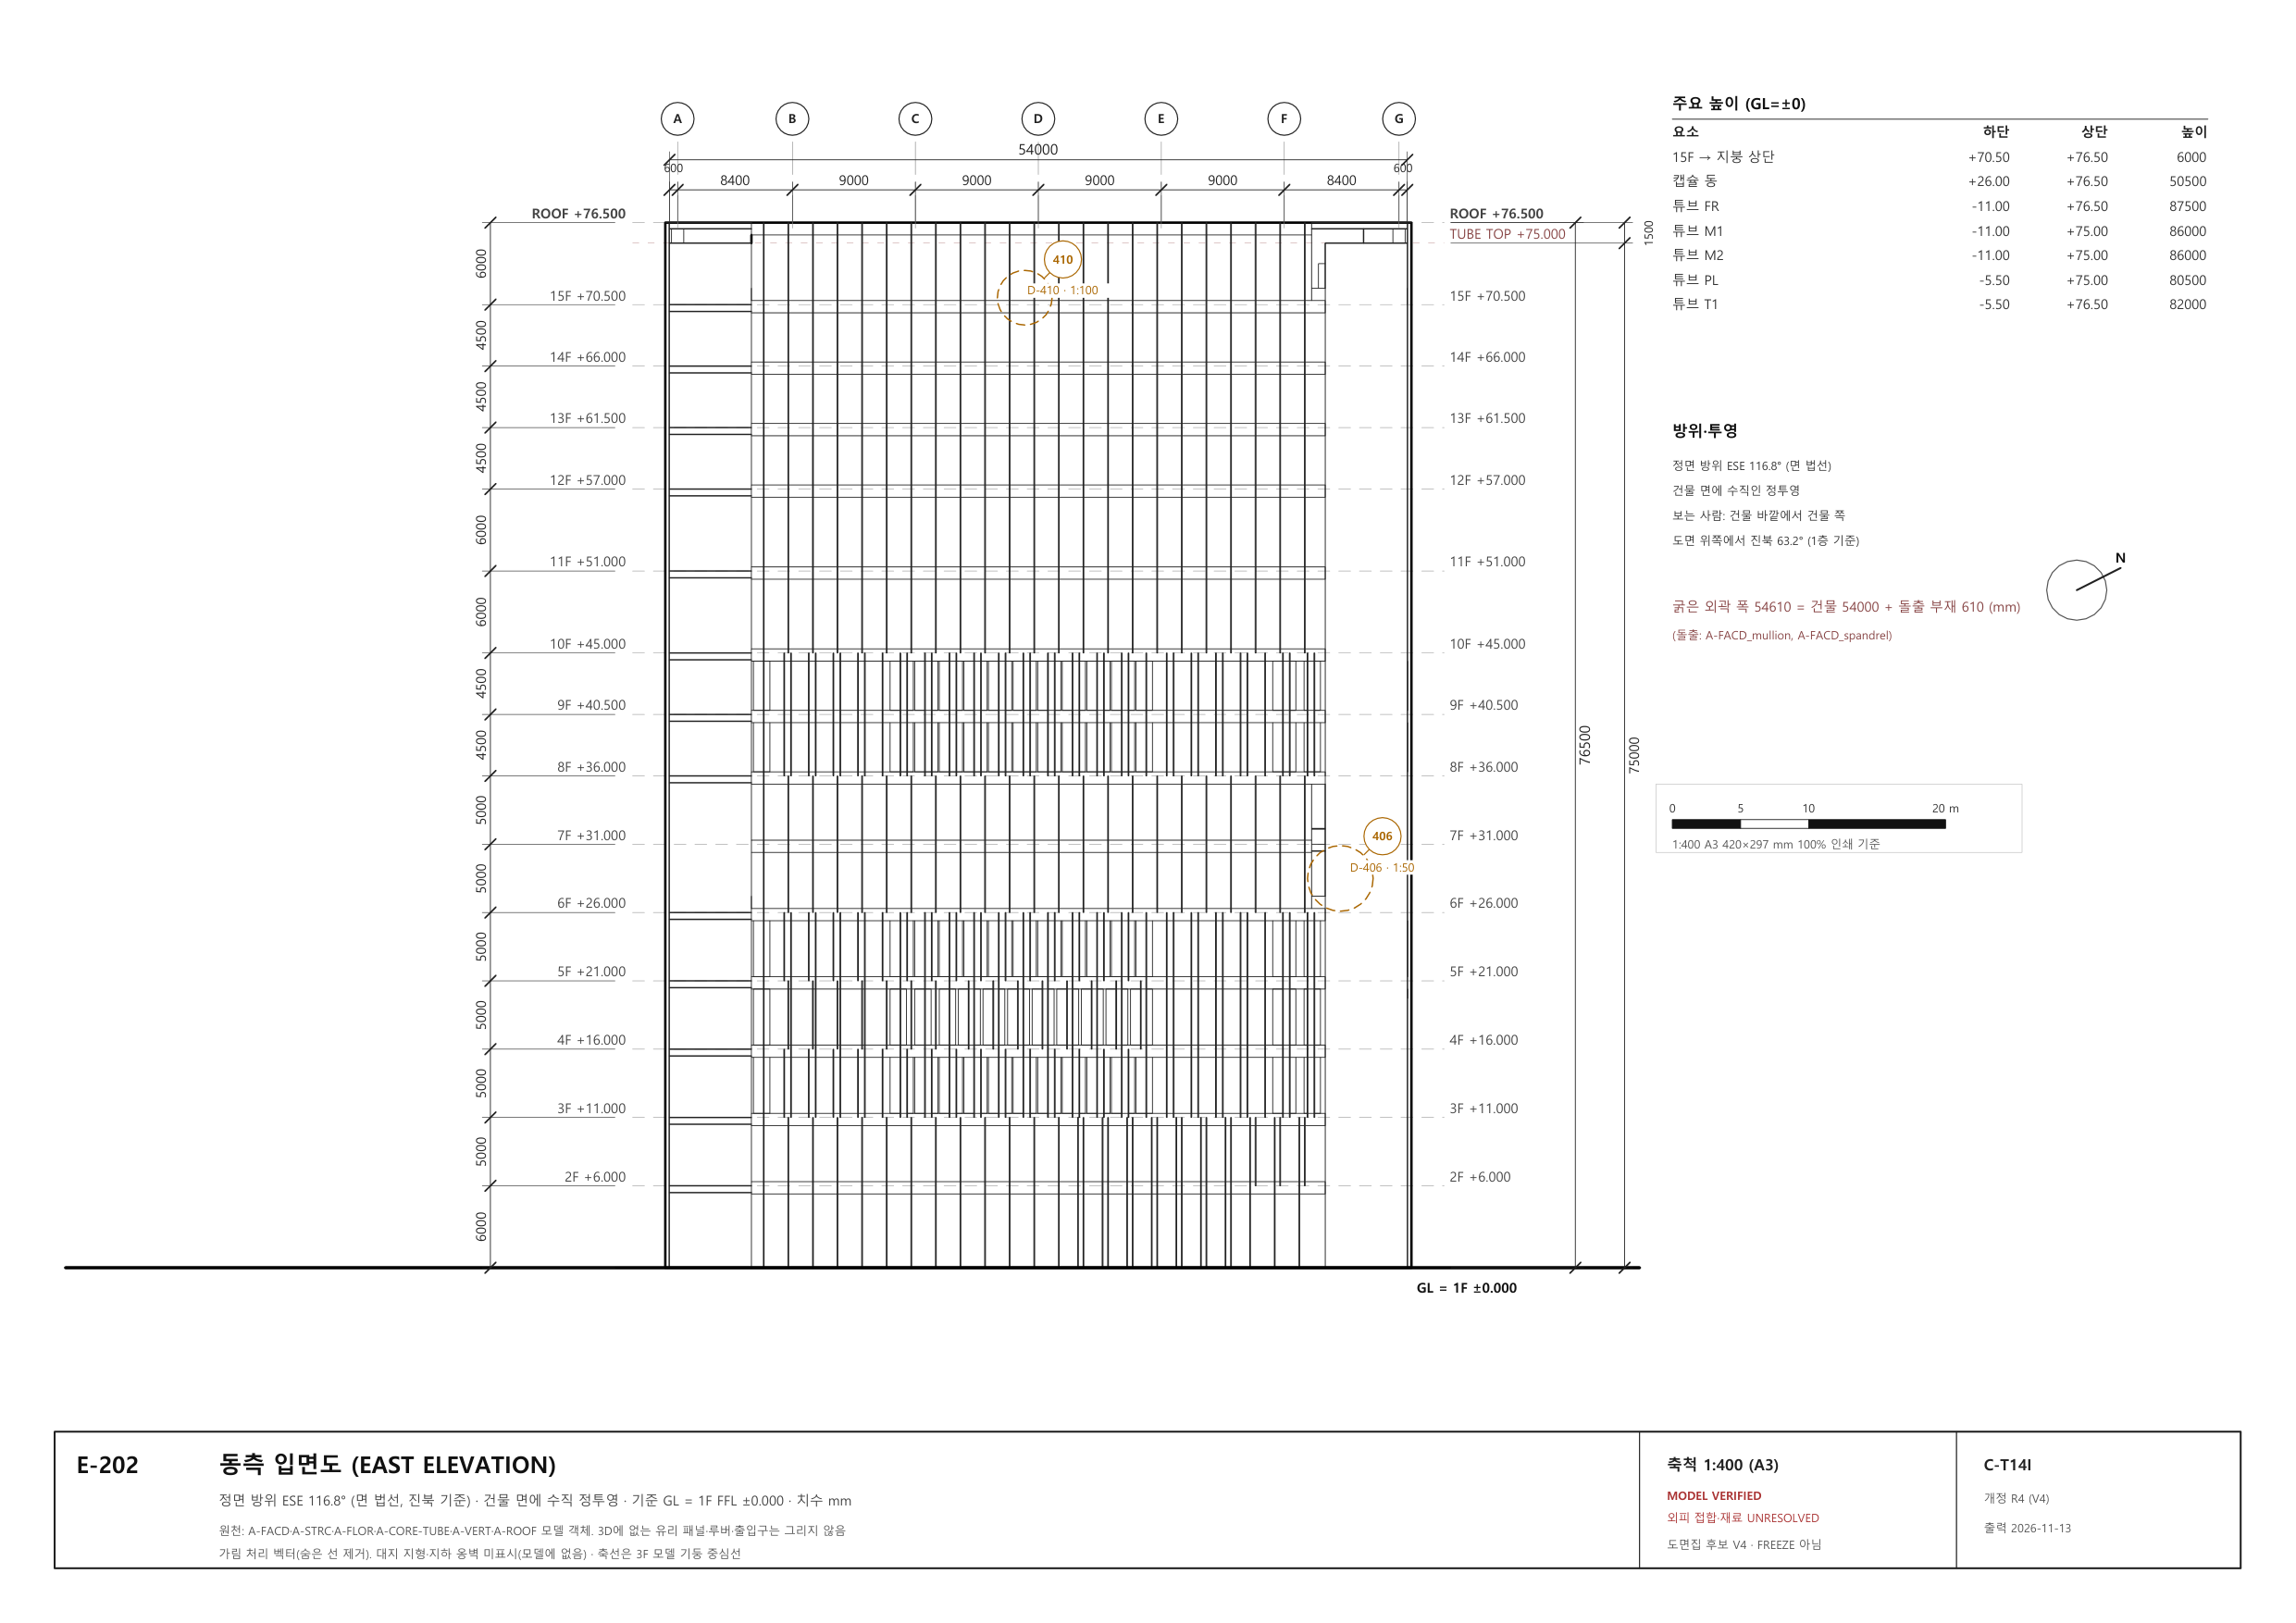 A B C D E F G
54000
600 600
8400 9000 9000 9000 9000 8400
ROOF +76.500
15F +70.500
14F +66.000
13F +61.500
12F +57.000
11F +51.000
10F +45.000
9F +40.500
8F +36.000
7F +31.000
6F +26.000
5F +21.000
4F +16.000
3F +11.000
2F +6.000
6000
4500
4500
4500
6000
6000
4500
4500
5000
5000
5000
5000
5000
5000
6000
410
D-410 · 1:100
406
D-406 · 1:50
ROOF +76.500
TUBE TOP +75.000
15F +70.500
14F +66.000
13F +61.500
12F +57.000
11F +51.000
10F +45.000
9F +40.500
8F +36.000
7F +31.000
6F +26.000
5F +21.000
4F +16.000
3F +11.000
2F +6.000
GL = 1F ±0.000
76500
75000
1500
주요 높이 (GL=±0)
요소 하단 상단 높이
15F → 지붕 상단 +70.50 +76.50 6000
캡슐 동 +26.00 +76.50 50500
튜브 FR -11.00 +76.50 87500
튜브 M1 -11.00 +75.00 86000
튜브 M2 -11.00 +75.00 86000
튜브 PL -5.50 +75.00 80500
튜브 T1 -5.50 +76.50 82000
방위·투영
정면 방위 ESE 116.8° (면 법선)
건물 면에 수직인 정투영
보는 사람: 건물 바깥에서 건물 쪽
도면 위쪽에서 진북 63.2° (1층 기준)
N
굵은 외곽 폭 54610 = 건물 54000 + 돌출 부재 610 (mm)
(돌출: A-FACD_mullion, A-FACD_spandrel)
0 5 10 20 m
1:400 A3 420×297 mm 100% 인쇄 기준
E-202
동측 입면도 (EAST ELEVATION)
정면 방위 ESE 116.8° (면 법선, 진북 기준) · 건물 면에 수직 정투영 · 기준 GL = 1F FFL ±0.000 · 치수 mm
원천: A-FACD·A-STRC·A-FLOR·A-CORE-TUBE·A-VERT·A-ROOF 모델 객체. 3D에 없는 유리 패널·루버·출입구는 그리지 않음
가림 처리 벡터(숨은 선 제거). 대지 지형·지하 옹벽 미표시(모델에 없음) · 축선은 3F 모델 기둥 중심선
축척 1:400 (A3)
MODEL VERIFIED
외피 접합·재료 UNRESOLVED
도면집 후보 V4 · FREEZE 아님
C-T14I
개정 R4 (V4)
출력 2026-11-13